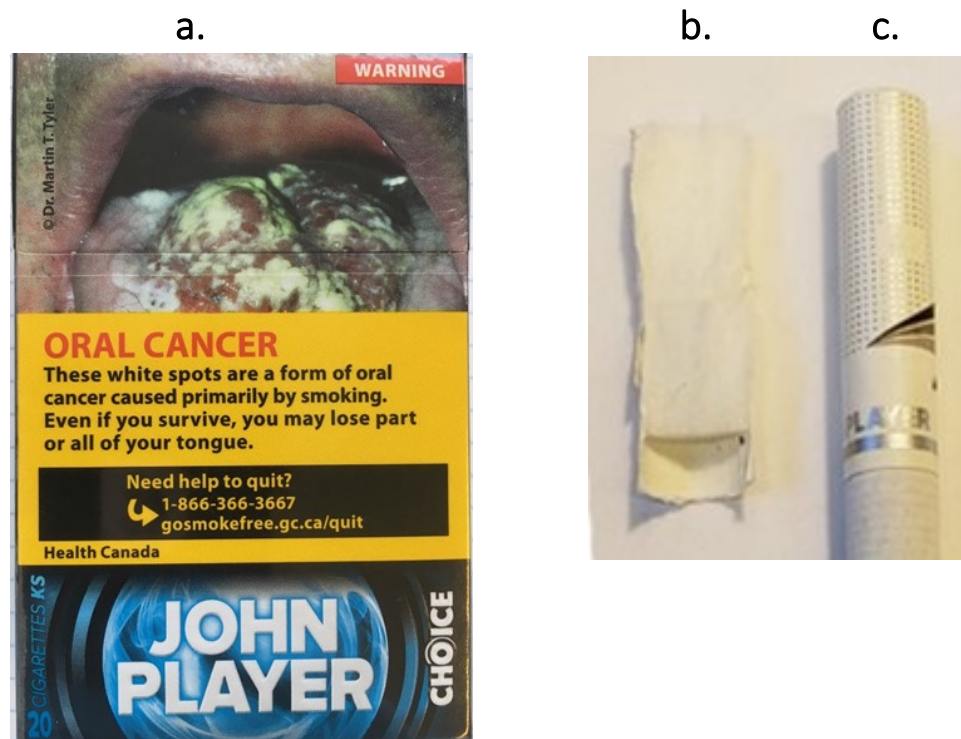 a.
b.
c.
WARNING
© Dr. Martin T. Tyler
ORAL CANCER
These white spots are a form of oral
cancer caused primarily by smoking.
Even if you survive, you may lose part
or all of your tongue.
Need help to quit?
1-866-366-3667
gosmokefree.gc.ca/quit
Health Canada
20 CIGARETTES KS
JOHN
PLAYER
CHOICE
PLAYER